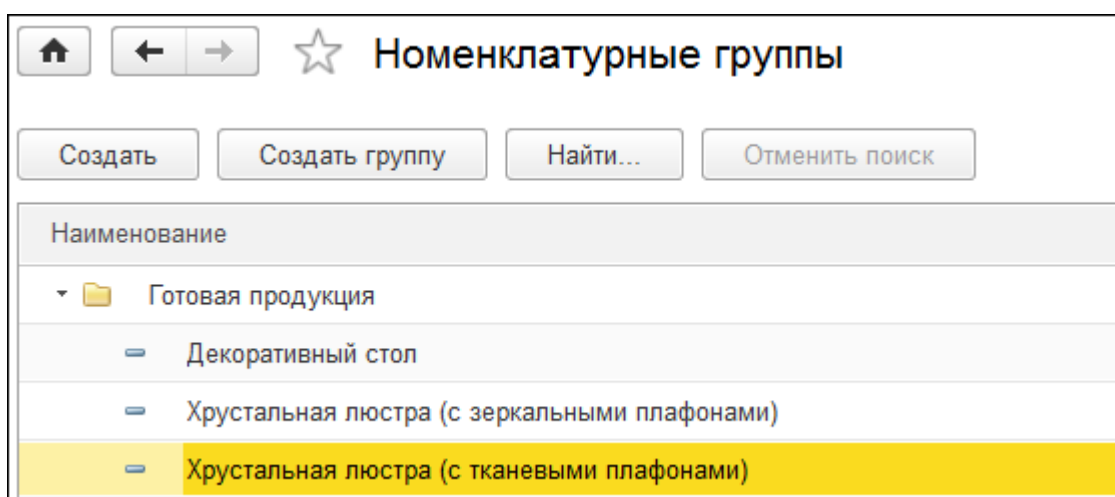 Номенклатурные группы
Создать Создать группу Найти... Отменить поиск
Наименование
Готовая продукция
Декоративный стол
Хрустальная люстра (с зеркальными плафонами)
Хрустальная люстра (с тканевыми плафонами)